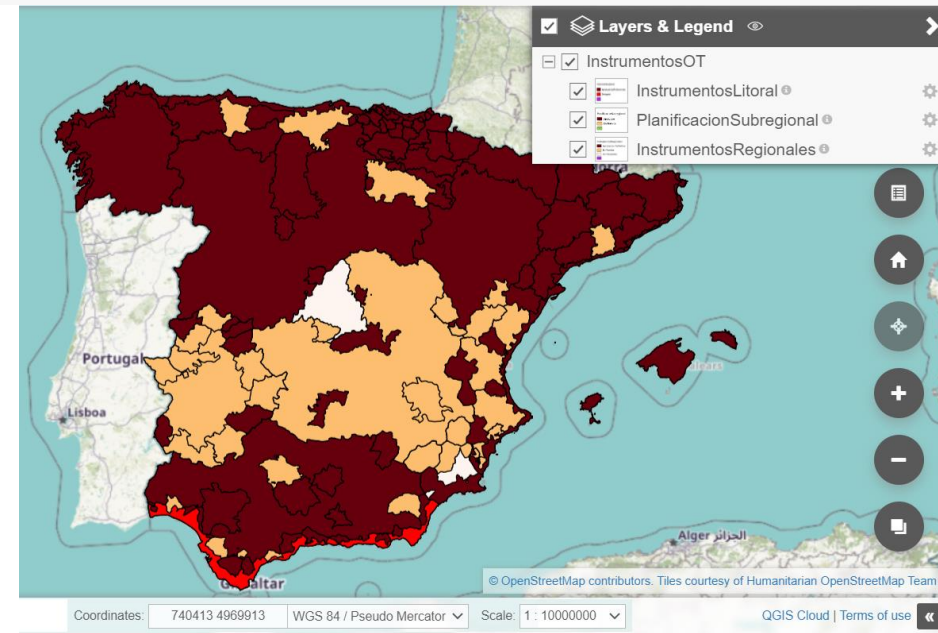 Layers & Legend
InstrumentosOT
InstrumentosLitoral
PlanificacionSubregional
InstrumentosRegionales
Portugal
Lisboa
Alger الجزائر
© OpenStreetMap contributors. Tiles courtesy of Humanitarian OpenStreetMap Team
Coordinates: 740413 4969913 WGS 84 / Pseudo Mercator Scale: 1 : 10000000 QGIS Cloud | Terms of use